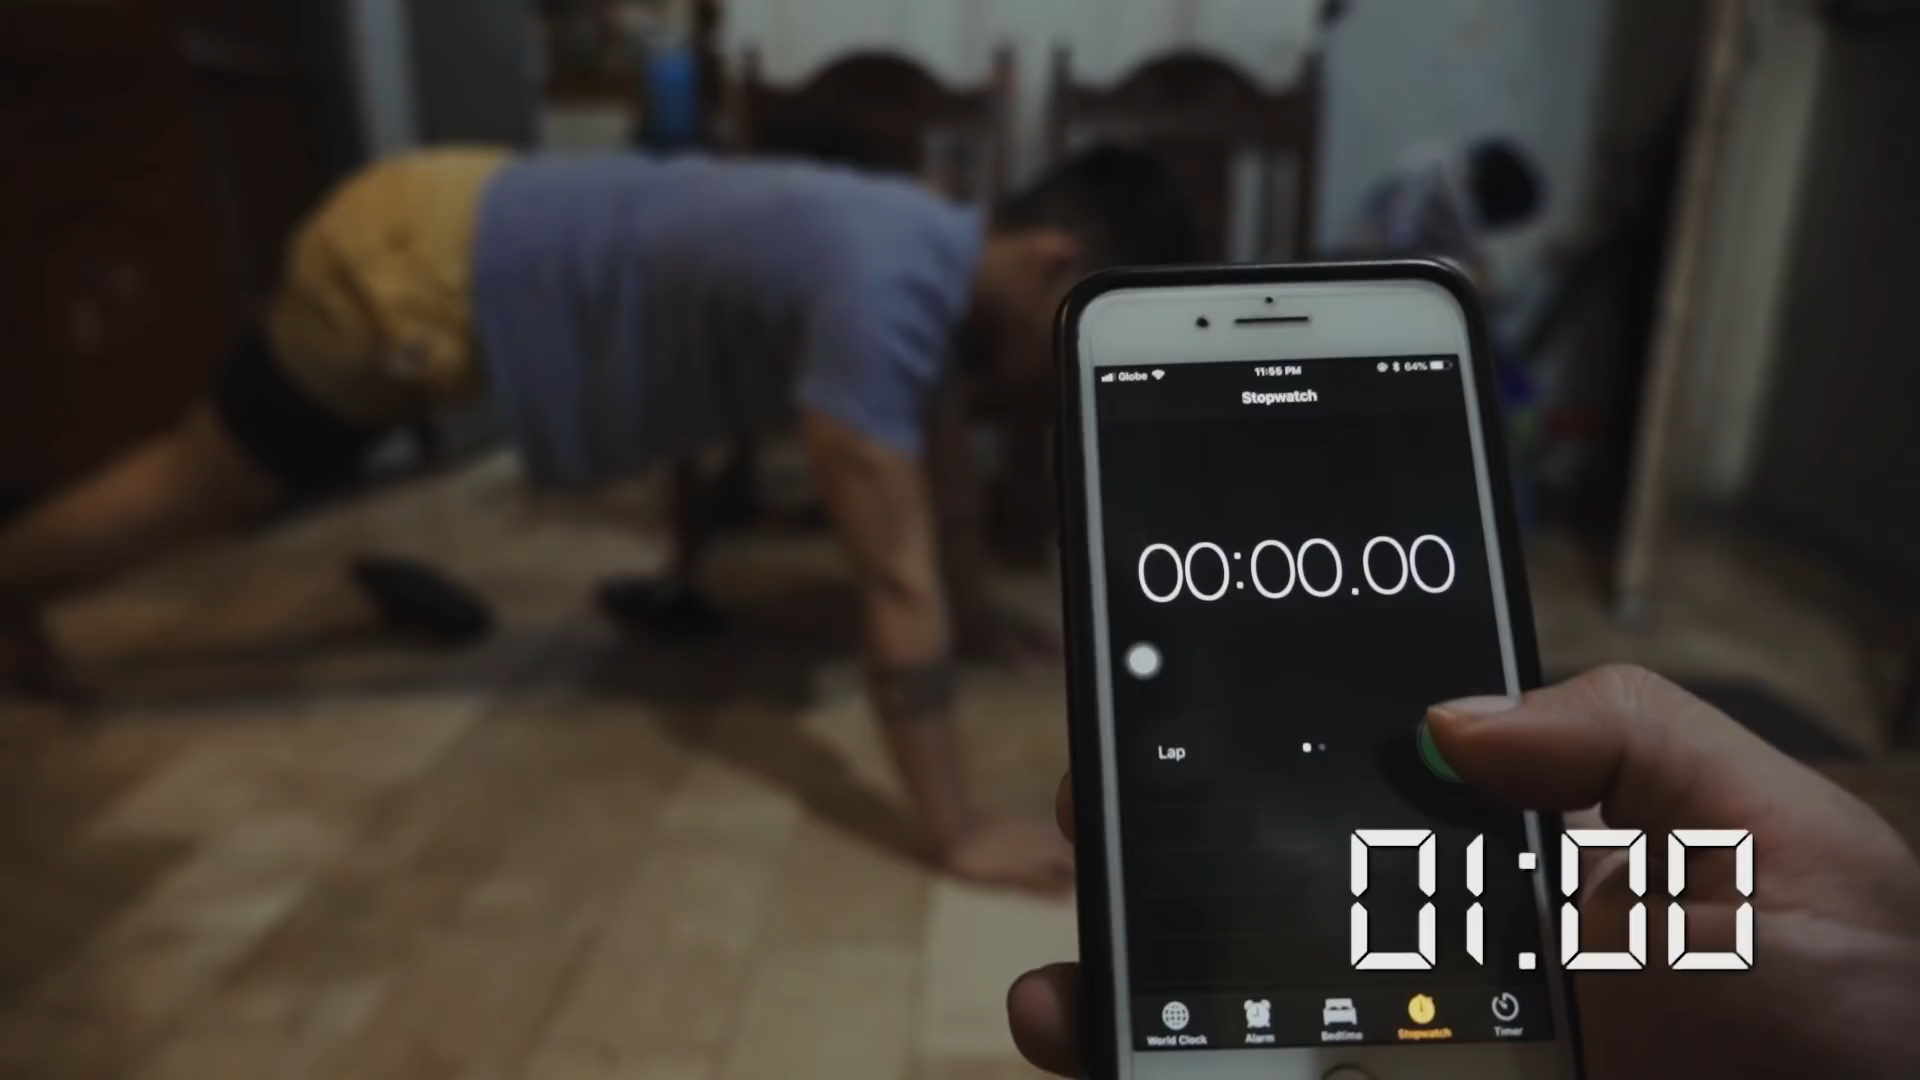 Globe 11:55 PM 64%
Stopwatch
00:00.00
Lap
01:00
World Clock Alarm Bedtime Stopwatch Timer